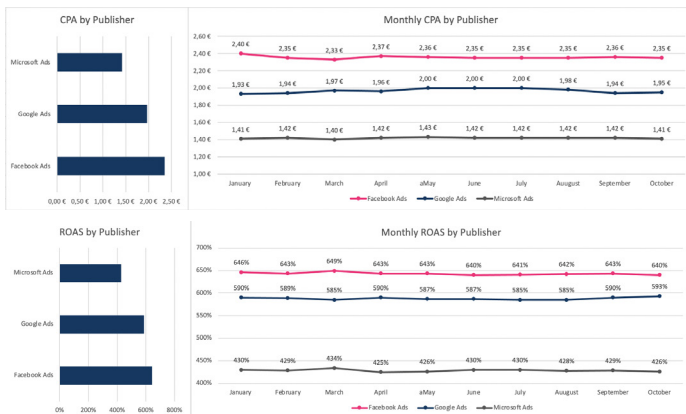 CPA by Publisher
Microsoft Ads
Google Ads
Facebook Ads
0,00 € 0,50 € 1,00 € 1,50 € 2,00 € 2,50 €
Monthly CPA by Publisher
2,60 €
2,40 €
2,20 €
2,00 €
1,80 €
1,60 €
1,40 €
1,20 €
1,00 €
2,40 € 2,35 € 2,33 € 2,37 € 2,36 € 2,35 € 2,35 € 2,35 € 2,36 € 2,35 €
1,93 € 1,94 € 1,97 € 1,96 € 2,00 € 2,00 € 2,00 € 1,98 € 1,94 € 1,95 €
1,41 € 1,42 € 1,40 € 1,42 € 1,43 € 1,42 € 1,42 € 1,42 € 1,42 € 1,41 €
January February March April aMay June July Auugust September October
Facebook Ads Google Ads Microsoft Ads
ROAS by Publisher
Microsoft Ads
Google Ads
Facebook Ads
0% 200% 400% 600% 800%
Monthly ROAS by Publisher
700%
650%
600%
550%
500%
450%
400%
646% 643% 649% 643% 643% 640% 641% 642% 643% 640%
590% 589% 585% 590% 587% 587% 585% 585% 590% 593%
430% 429% 434% 425% 426% 430% 430% 428% 429% 426%
January February March April aMay June July Auugust September October
Facebook Ads Google Ads Microsoft Ads